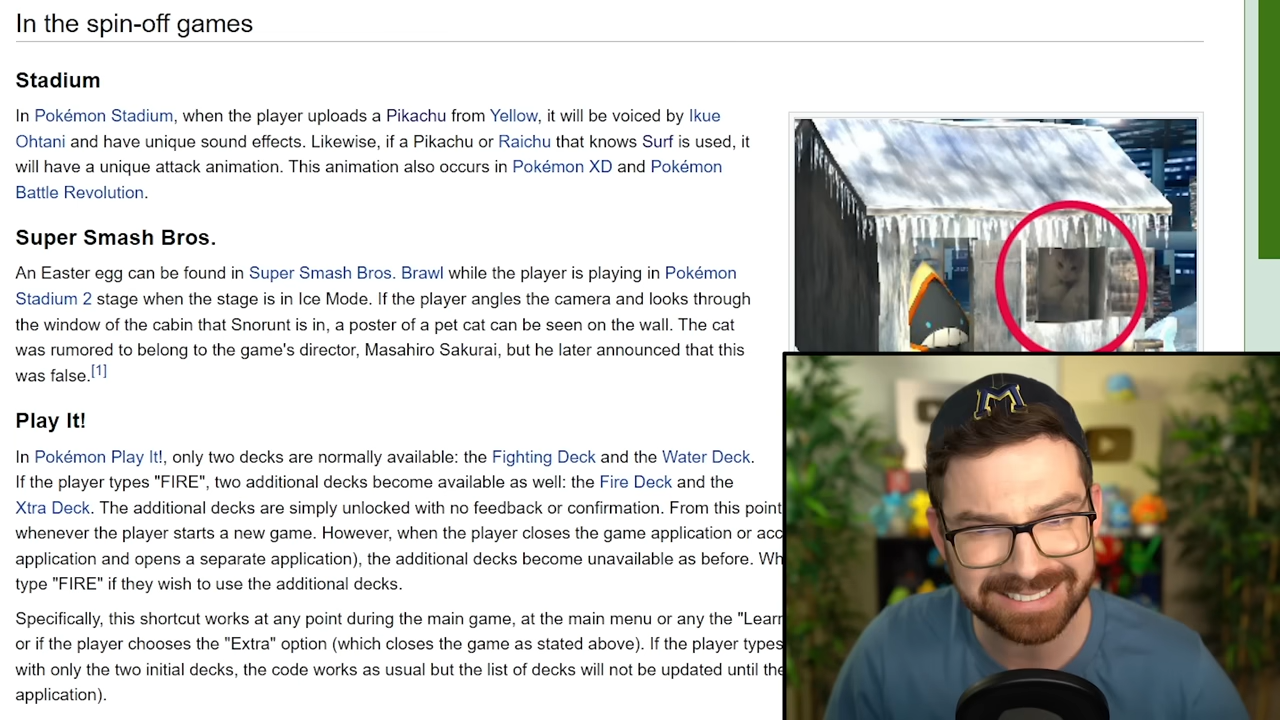 In the spin-off games
Stadium
In Pokémon Stadium, when the player uploads a Pikachu from Yellow, it will be voiced by Ikue
Ohtani and have unique sound effects. Likewise, if a Pikachu or Raichu that knows Surf is used, it
will have a unique attack animation. This animation also occurs in Pokémon XD and Pokémon
Battle Revolution.
Super Smash Bros.
An Easter egg can be found in Super Smash Bros. Brawl while the player is playing in Pokémon
Stadium 2 stage when the stage is in Ice Mode. If the player angles the camera and looks through
the window of the cabin that Snorunt is in, a poster of a pet cat can be seen on the wall. The cat
was rumored to belong to the game's director, Masahiro Sakurai, but he later announced that this
was false.[1]
Play It!
In Pokémon Play It!, only two decks are normally available: the Fighting Deck and the Water Deck.
If the player types "FIRE", two additional decks become available as well: the Fire Deck and the
Xtra Deck. The additional decks are simply unlocked with no feedback or confirmation. From this point
whenever the player starts a new game. However, when the player closes the game application or acc
application and opens a separate application), the additional decks become unavailable as before. Wh
type "FIRE" if they wish to use the additional decks.
Specifically, this shortcut works at any point during the main game, at the main menu or any the "Learn
or if the player chooses the "Extra" option (which closes the game as stated above). If the player types
with only the two initial decks, the code works as usual but the list of decks will not be updated until the
application).
M